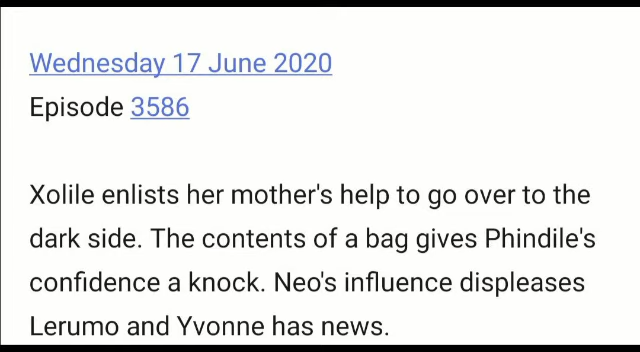 Wednesday 17 June 2020
Episode 3586
Xolile enlists her mother's help to go over to the
dark side. The contents of a bag gives Phindile's
confidence a knock. Neo's influence displeases
Lerumo and Yvonne has news.